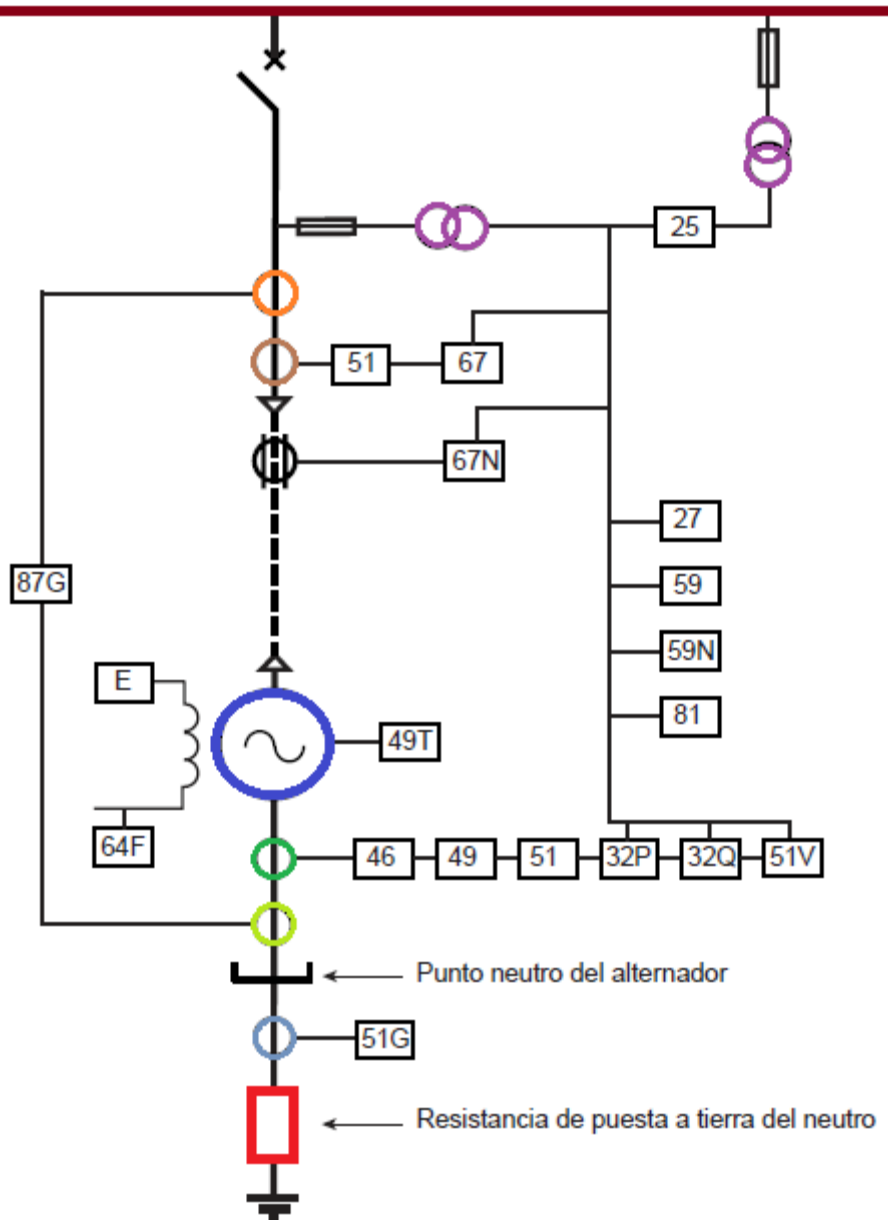 25
51
67
67N
27
87G
59
59N
E
81
49T
64F
46 49 51 32P 32Q 51V
Punto neutro del alternador
51G
Resistancia de puesta a tierra del neutro